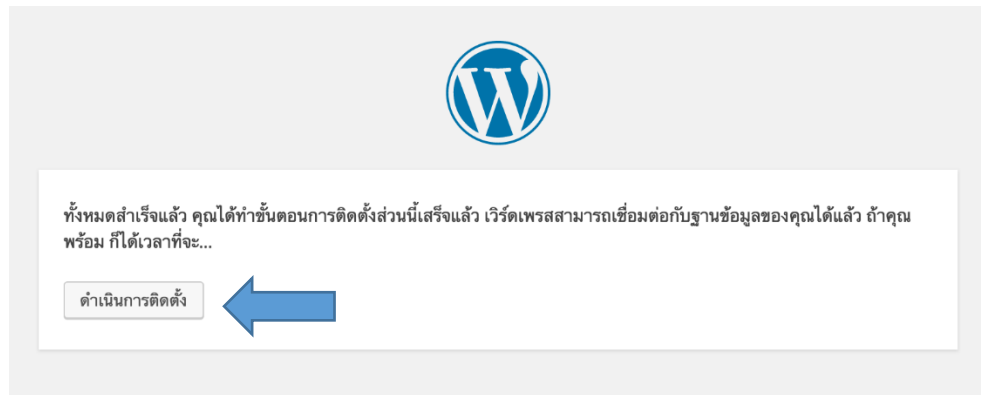 ทั้งหมดสำเร็จแล้ว คุณได้ทำขั้นตอนการติดตั้งส่วนนี้เสร็จแล้ว เวิร์ดเพรสสามารถเชื่อมต่อกับฐานข้อมูลของคุณได้แล้ว ถ้าคุณ
พร้อม ก็ได้เวลาที่จะ...
ดำเนินการติดตั้ง